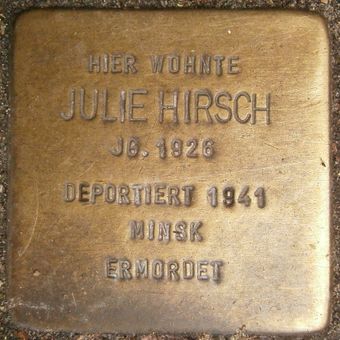 HIER WOHNTE
JULIE HIRSCH
JG. 1926
DEPORTIERT 1941
MINSK
ERMORDET